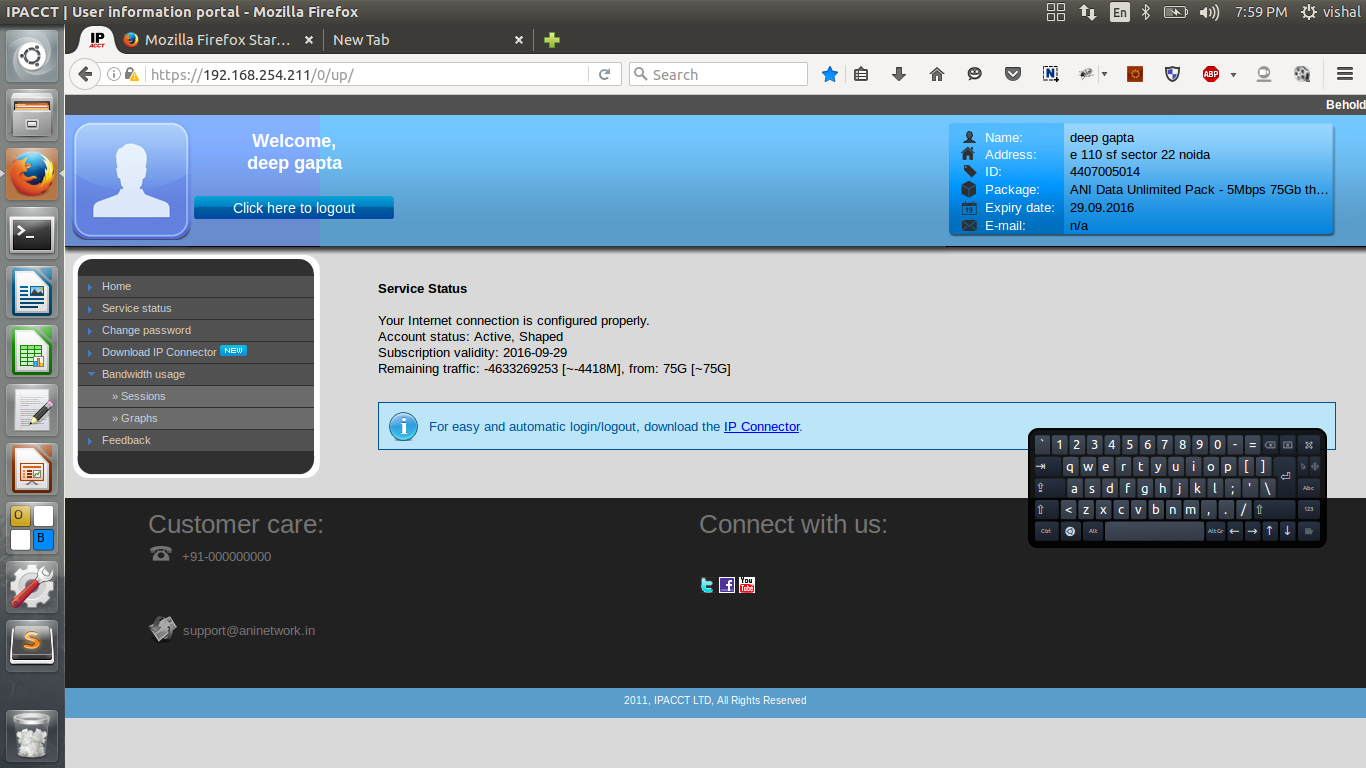 IPACCT | User information portal - Mozilla Firefox
En
7:59 PM
vishal
IP
ACCT
Mozilla Firefox Star...
New Tab
https://192.168.254.211/0/up/
Search
N
ABP
Behold
Welcome,
deep gapta
Click here to logout
Name: deep gapta
Address: e 110 sf sector 22 noida
ID: 4407005014
Package: ANI Data Unlimited Pack - 5Mbps 75Gb th...
Expiry date: 29.09.2016
E-mail: n/a
Home
Service status
Change password
Download IP Connector NEW
Bandwidth usage
» Sessions
» Graphs
Feedback
Service Status
Your Internet connection is configured properly.
Account status: Active, Shaped
Subscription validity: 2016-09-29
Remaining traffic: -4633269253 [~-4418M], from: 75G [~75G]
i
For easy and automatic login/logout, download the IP Connector.
` 1 2 3 4 5 6 7 8 9 0 - =
q w e r t y u i o p [ ]
a s d f g h j k l ; ' \ Abc
< z x c v b n m , . / 123
Ctrl Alt AltGr
Customer care:
+91-000000000
support@aninetwork.in
Connect with us:
t f You Tube
O
B
S
2011, IPACCT LTD, All Rights Reserved